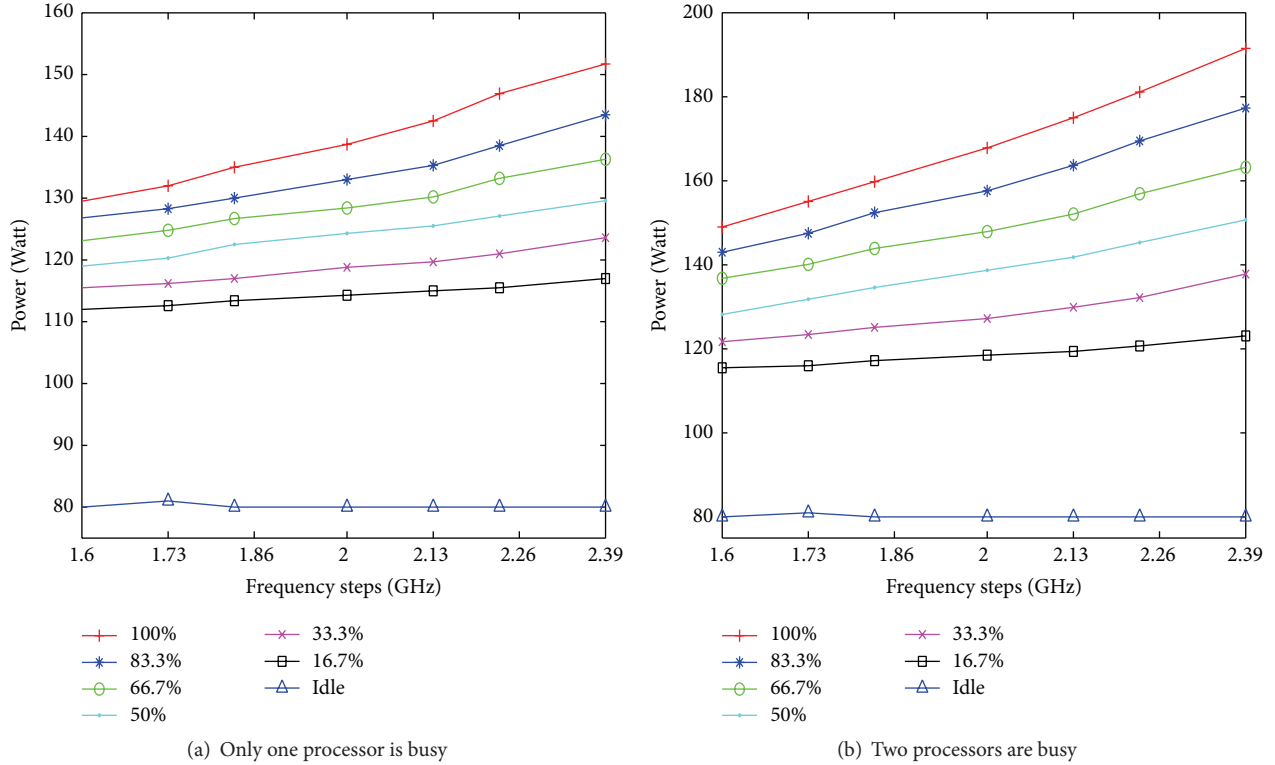 160
150
140
130
120
110
100
90
80
Power (Watt)
1.6 1.73 1.86 2 2.13 2.26 2.39
Frequency steps (GHz)
100%
83.3%
66.7%
50%
33.3%
16.7%
Idle
(a) Only one processor is busy
200
180
160
140
120
100
80
Power (Watt)
1.6 1.73 1.86 2 2.13 2.26 2.39
Frequency steps (GHz)
100%
83.3%
66.7%
50%
33.3%
16.7%
Idle
(b) Two processors are busy